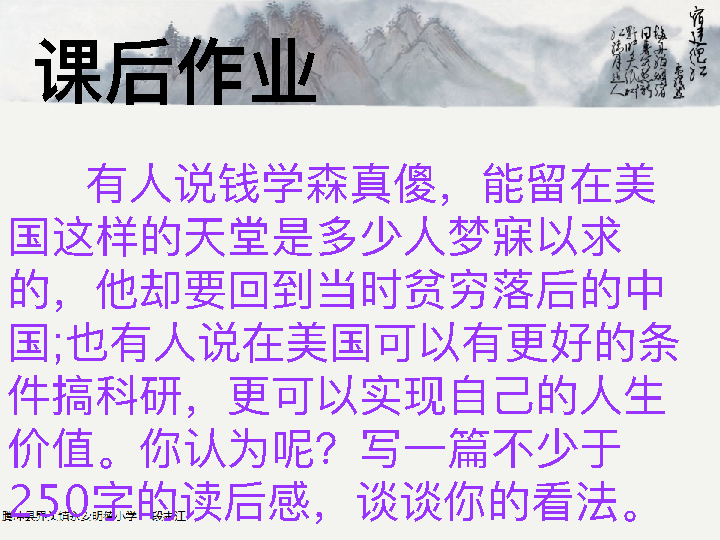 课后作业
有人说钱学森真傻，能留在美
国这样的天堂是多少人梦寐以求
的，他却要回到当时贫穷落后的中
国;也有人说在美国可以有更好的条
件搞科研，更可以实现自己的人生
价值。你认为呢？写一篇不少于
250字的读后感，谈谈你的看法。
宿建德江